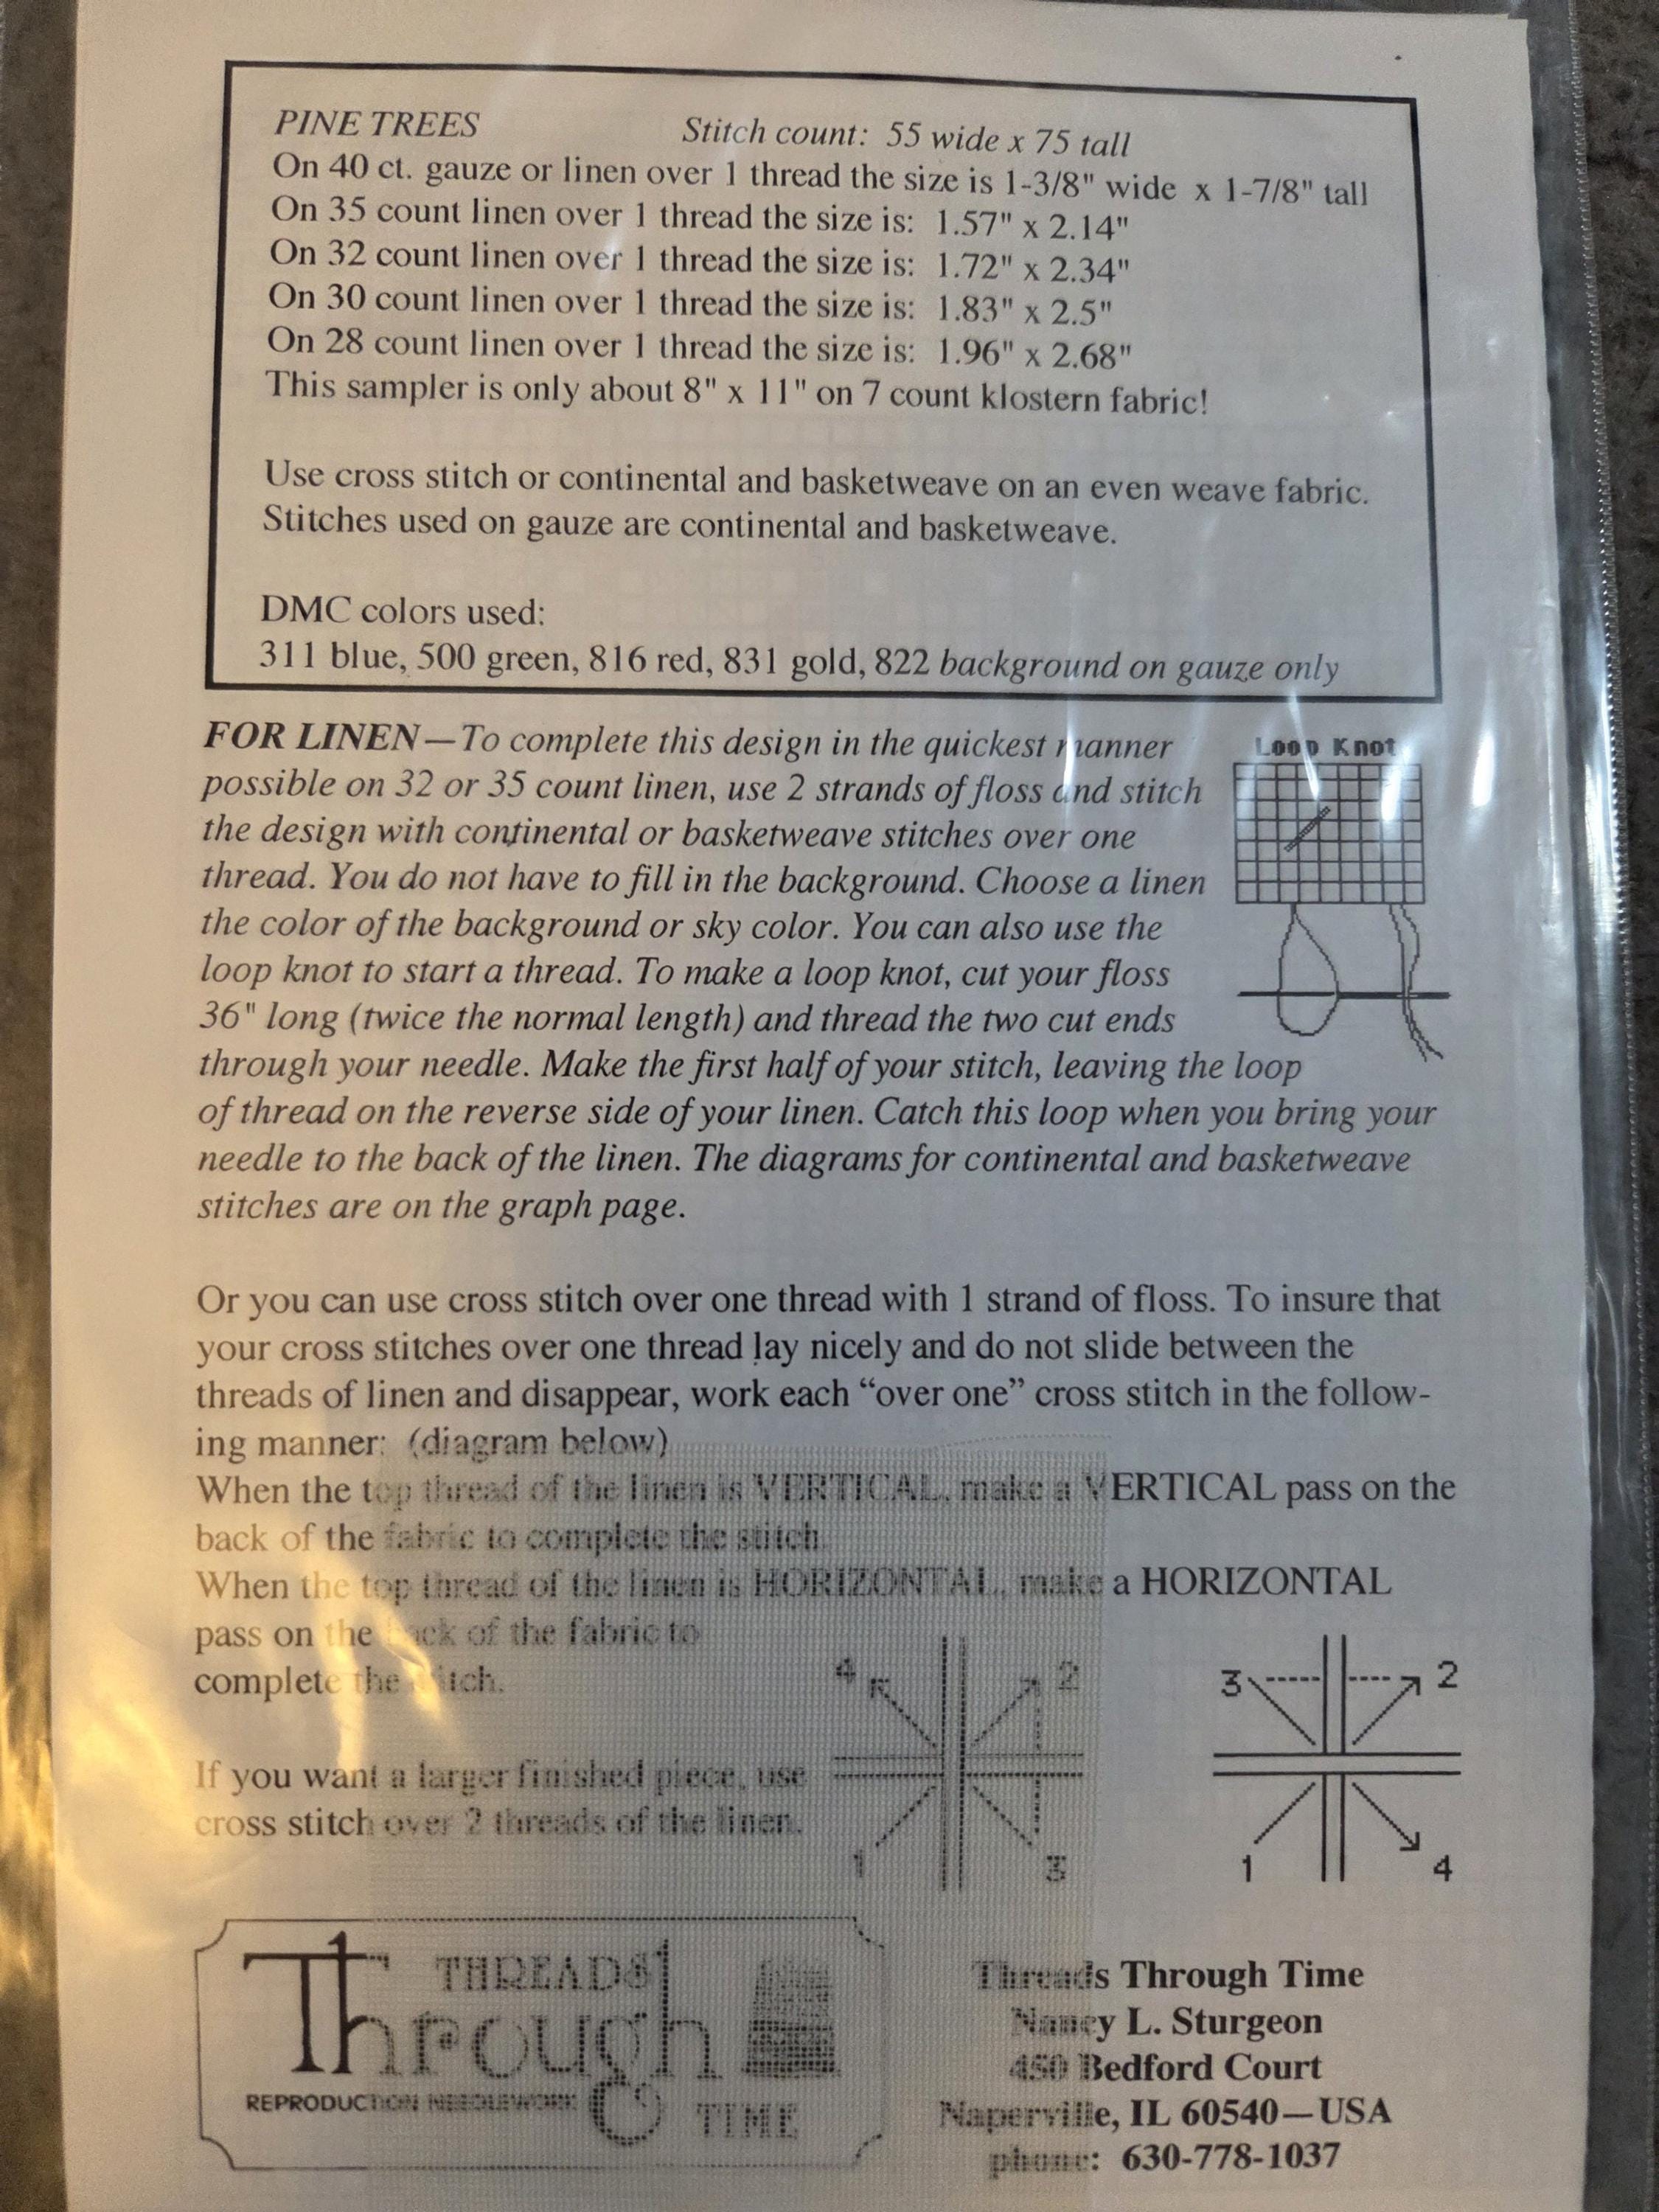 PINE TREES Stitch count: 55 wide x 75 tall
On 40 ct. gauze or linen over 1 thread the size is 1-3/8" wide x 1-7/8" tall
On 35 count linen over 1 thread the size is: 1.57" x 2.14"
On 32 count linen over 1 thread the size is: 1.72" x 2.34"
On 30 count linen over 1 thread the size is: 1.83" x 2.5"
On 28 count linen over 1 thread the size is: 1.96" x 2.68"
This sampler is only about 8" x 11" on 7 count klostern fabric!
Use cross stitch or continental and basketweave on an even weave fabric.
Stitches used on gauze are continental and basketweave.
DMC colors used:
311 blue, 500 green, 816 red, 831 gold, 822 background on gauze only
FOR LINEN—To complete this design in the quickest manner
possible on 32 or 35 count linen, use 2 strands of floss and stitch
the design with continental or basketweave stitches over one
thread. You do not have to fill in the background. Choose a linen
the color of the background or sky color. You can also use the
loop knot to start a thread. To make a loop knot, cut your floss
36" long (twice the normal length) and thread the two cut ends
through your needle. Make the first half of your stitch, leaving the loop
of thread on the reverse side of your linen. Catch this loop when you bring your
needle to the back of the linen. The diagrams for continental and basketweave
stitches are on the graph page.
Loop Knot
Or you can use cross stitch over one thread with 1 strand of floss. To insure that
your cross stitches over one thread lay nicely and do not slide between the
threads of linen and disappear, work each “over one” cross stitch in the follow-
ing manner: (diagram below)
When the top thread of the linen is VERTICAL, make a VERTICAL pass on the
back of the fabric to complete the stitch.
When the top thread of the linen is HORIZONTAL, make a HORIZONTAL
pass on the back of the fabric to
complete the stitch.
If you want a larger finished piece, use
cross stitch over 2 threads of the linen.
4 2
1 3
3 2
1 4
THREADS
Through
REPRODUCTION NEEDLEWORK
TIME
Threads Through Time
Nancy L. Sturgeon
450 Bedford Court
Naperville, IL 60540—USA
phone: 630-778-1037